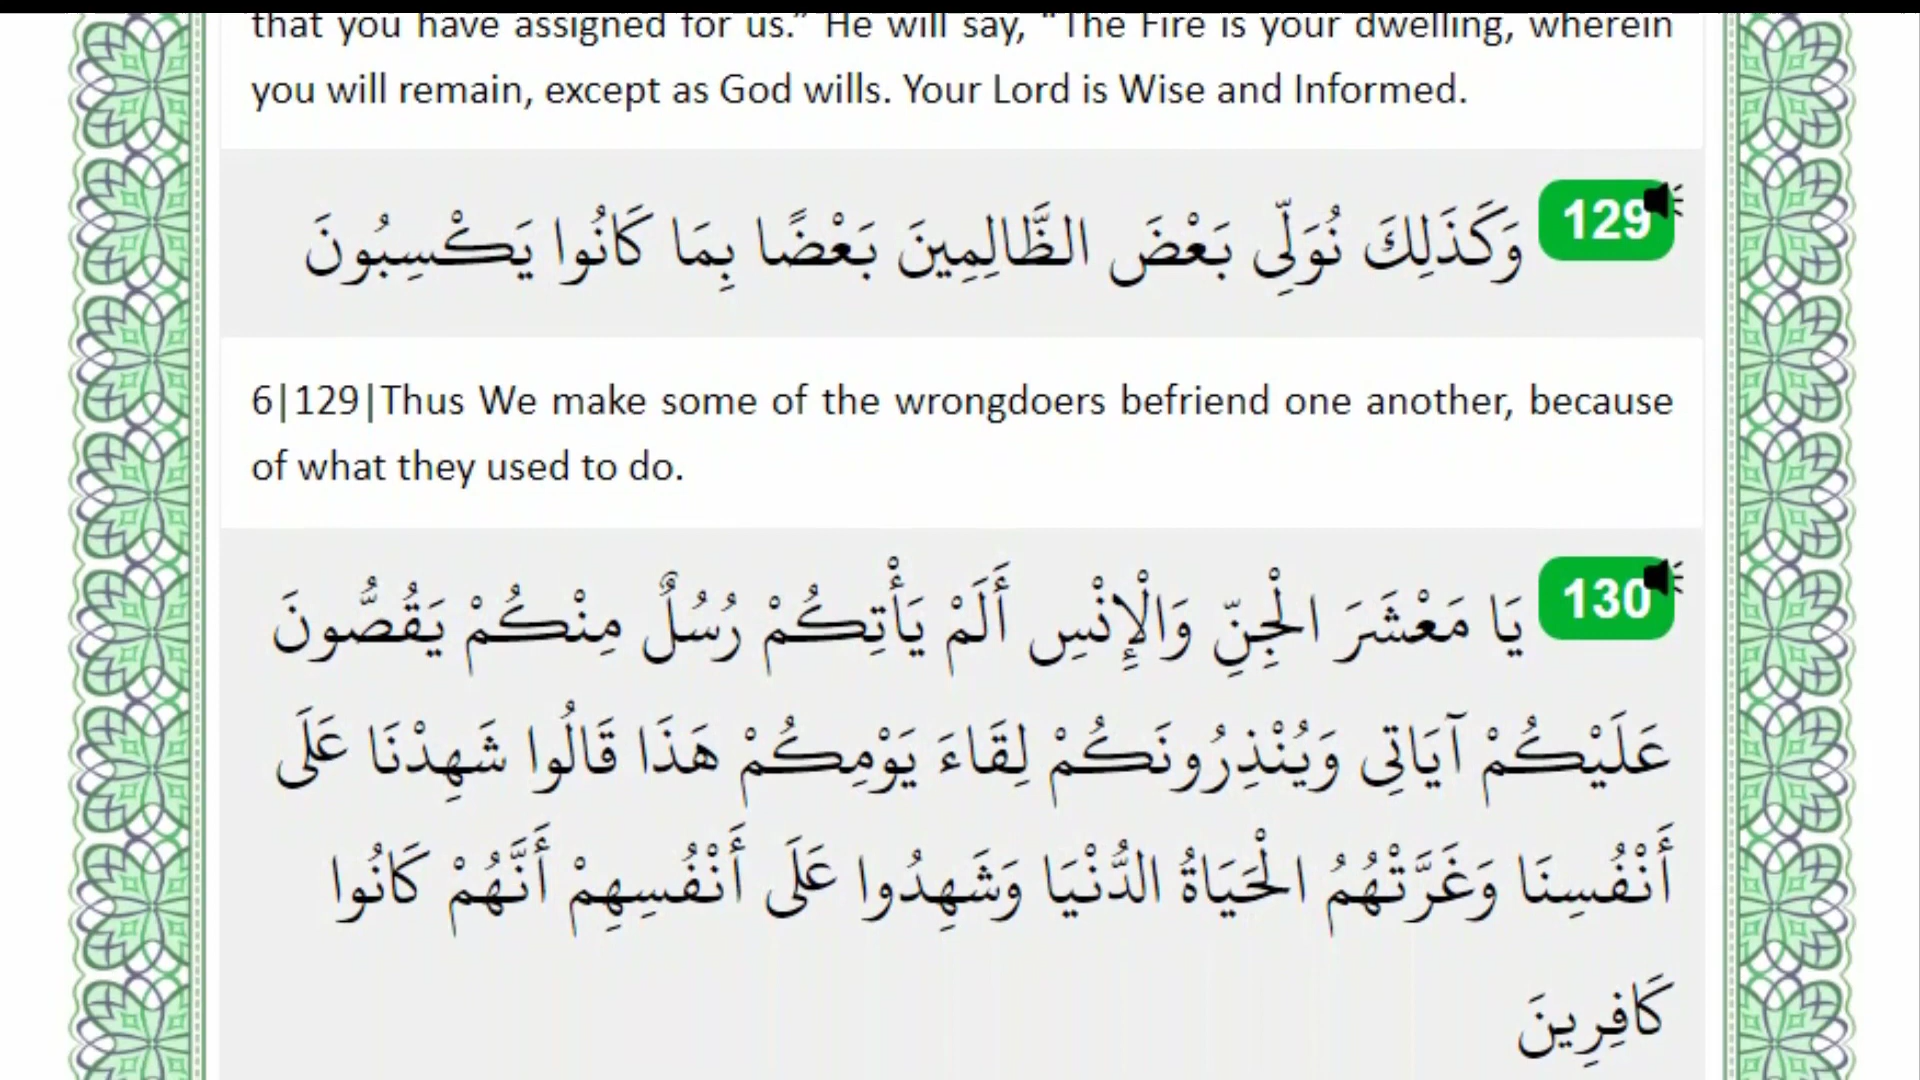 that you have assigned for us.” He will say, “The Fire is your dwelling, wherein
you will remain, except as God wills. Your Lord is Wise and Informed.
129 وَكَذَلِكَ نُوَلِّي بَعْضَ الظَّالِمِينَ بَعْضًا بِمَا كَانُوا يَكْسِبُونَ
6|129|Thus We make some of the wrongdoers befriend one another, because
of what they used to do.
130 يَا مَعْشَرَ الْجِنِّ وَالْإِنْسِ أَلَمْ يَأْتِكُمْ رُسُلٌ مِنْكُمْ يَقُصُّونَ
عَلَيْكُمْ آيَاتِي وَيُنْذِرُونَكُمْ لِقَاءَ يَوْمِكُمْ هَذَا قَالُوا شَهِدْنَا عَلَى
أَنْفُسِنَا وَغَرَّتْهُمُ الْحَيَاةُ الدُّنْيَا وَشَهِدُوا عَلَى أَنْفُسِهِمْ أَنَّهُمْ كَانُوا
كَافِرِينَ